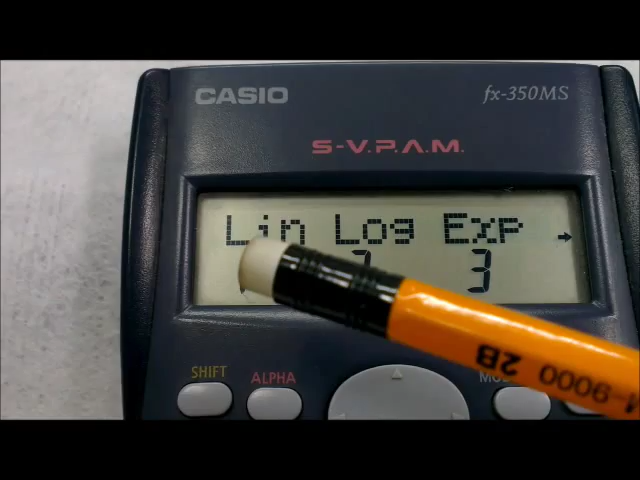 CASIO fx-350MS
S-V.P.A.M.
Lin Log Exp
3
SHIFT ALPHA
2B 9000